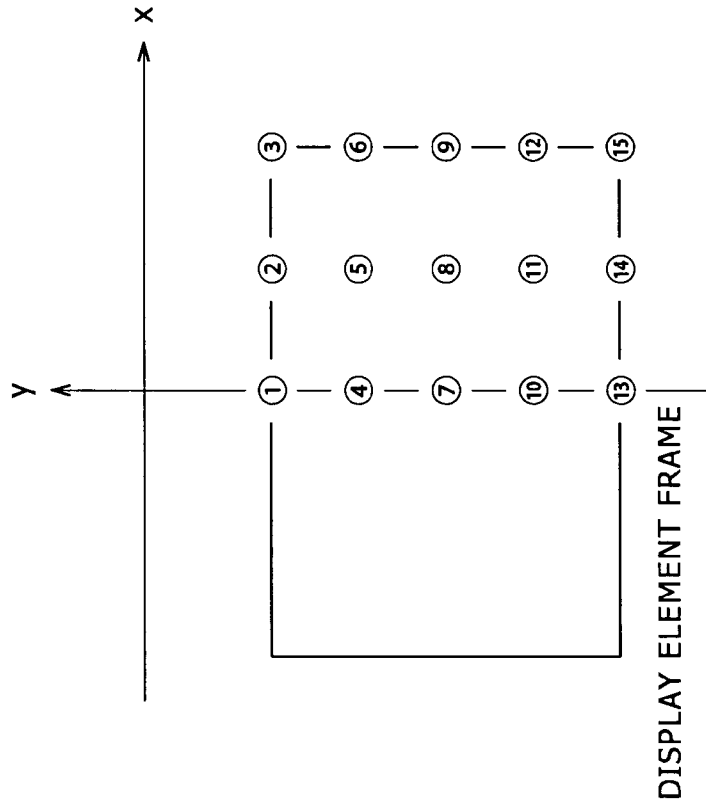 x
y
① ② ③
④ ⑤ ⑥
⑦ ⑧ ⑨
⑩ ⑪ ⑫
⑬ ⑭ ⑮
DISPLAY ELEMENT FRAME